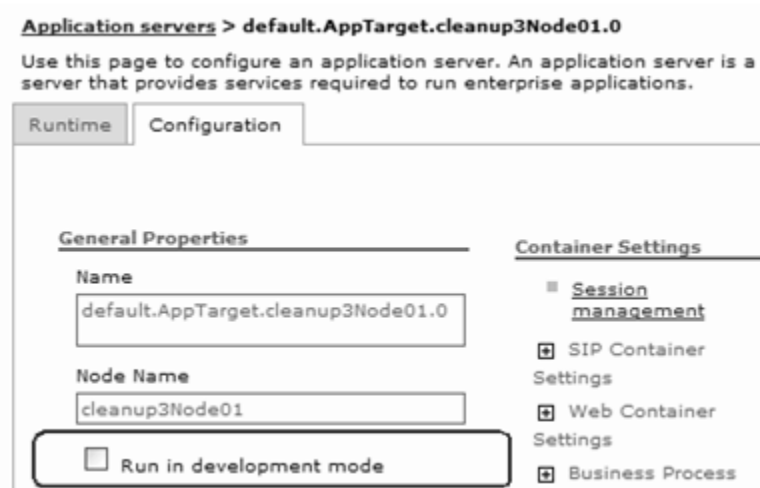 Application servers > default.AppTarget.cleanup3Node01.0
Use this page to configure an application server. An application server is a
server that provides services required to run enterprise applications.
Runtime
Configuration
General Properties
Name
default.AppTarget.cleanup3Node01.0
Node Name
cleanup3Node01
Run in development mode
Container Settings
Session
management
SIP Container
Settings
Web Container
Settings
Business Process